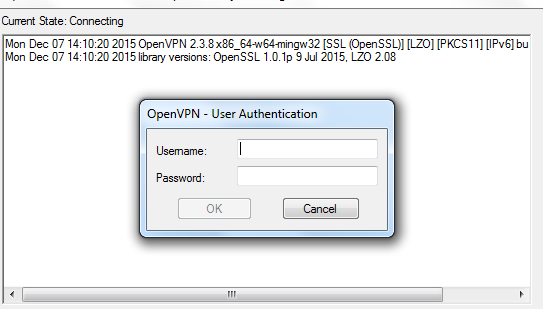 Current State: Connecting
Mon Dec 07 14:10:20 2015 OpenVPN 2.3.8 x86_64-w64-mingw32 [SSL (OpenSSL)] [LZO] [PKCS11] [IPv6] bu
Mon Dec 07 14:10:20 2015 library versions: OpenSSL 1.0.1p 9 Jul 2015, LZO 2.08
OpenVPN - User Authentication
Username:
Password:
OK Cancel